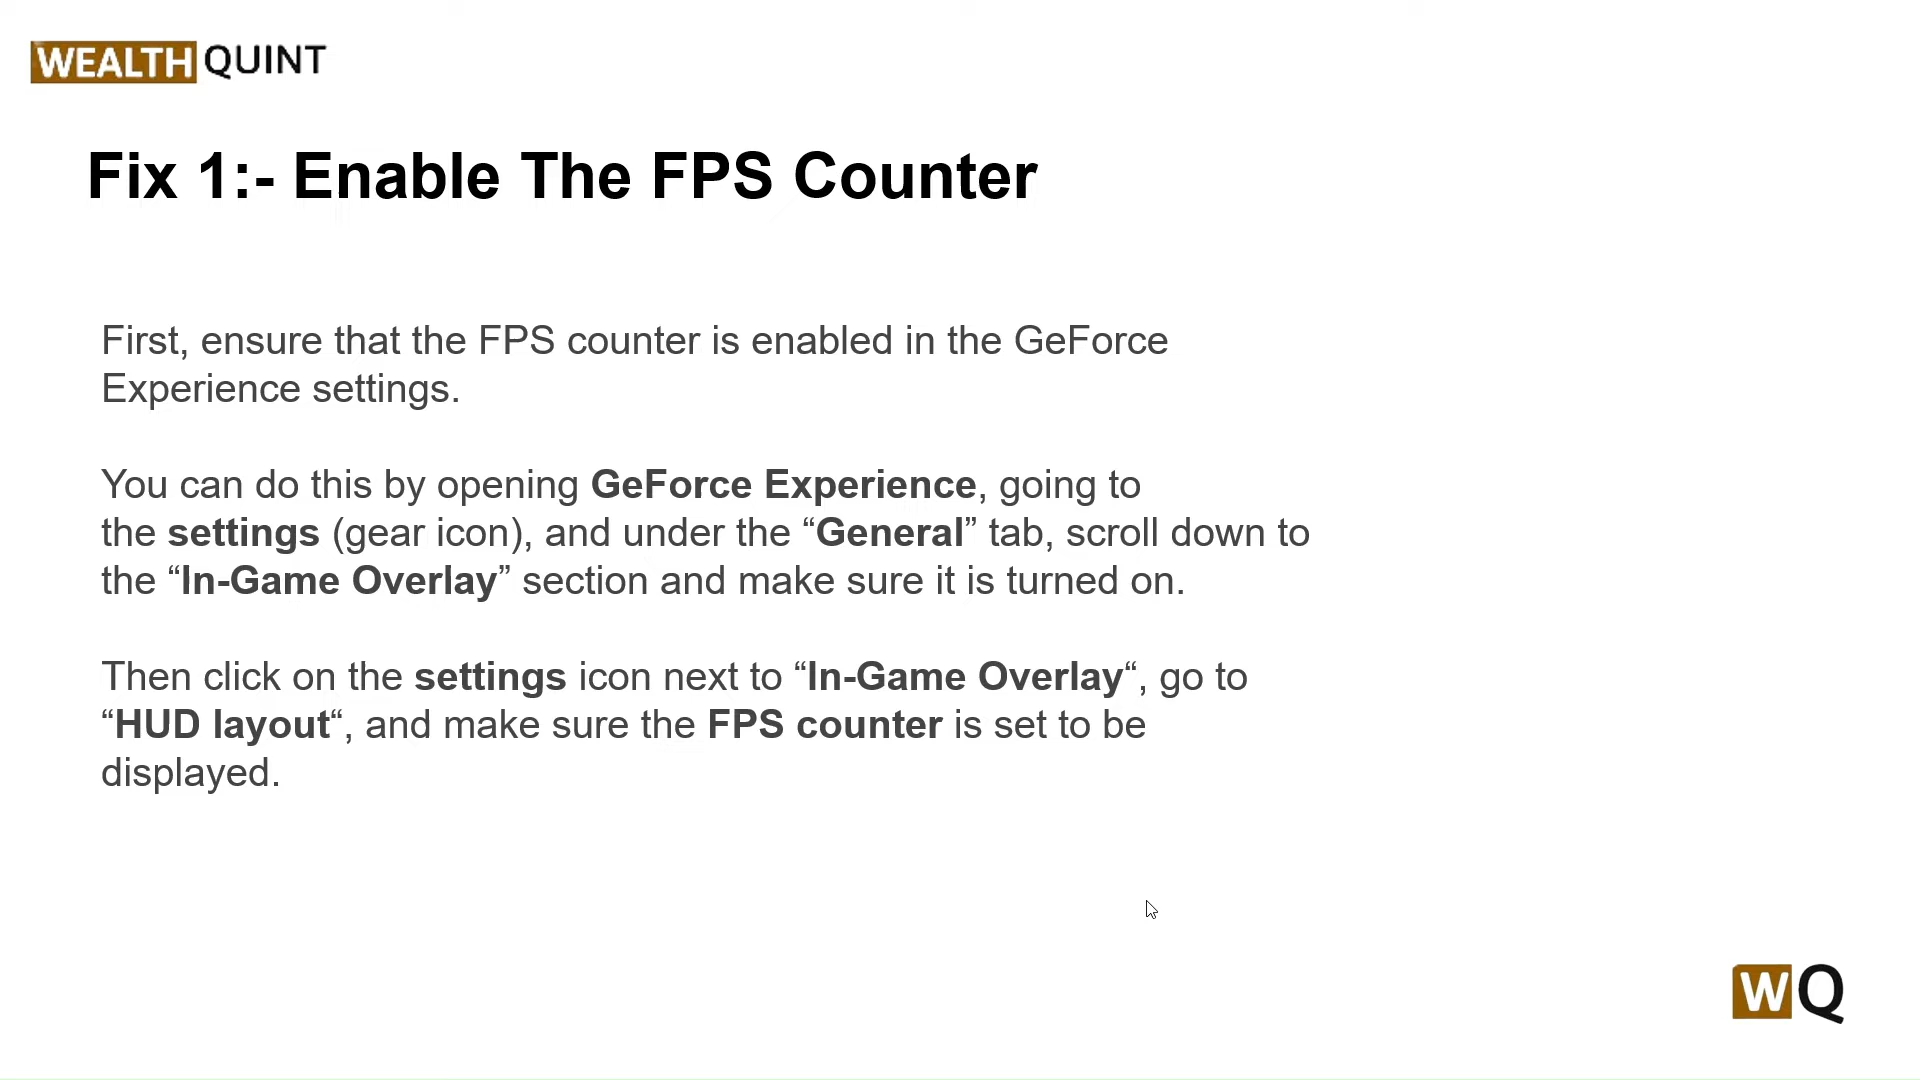 WEALTH QUINT
Fix 1:- Enable The FPS Counter
First, ensure that the FPS counter is enabled in the GeForce
Experience settings.
You can do this by opening GeForce Experience, going to
the settings (gear icon), and under the “General” tab, scroll down to
the “In-Game Overlay” section and make sure it is turned on.
Then click on the settings icon next to “In-Game Overlay“, go to
“HUD layout“, and make sure the FPS counter is set to be
displayed.
WQ